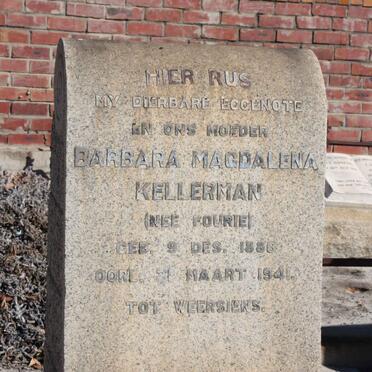 HIER RUS
MY DIERBARE EGGENOTE
EN ONS MOEDER
BARBARA MAGDALENA
KELLERMAN
(NEE FOURIE)
GEB. 9 DES. 1886
OORL. 21 MAART 1941.
TOT WEERSIENS.